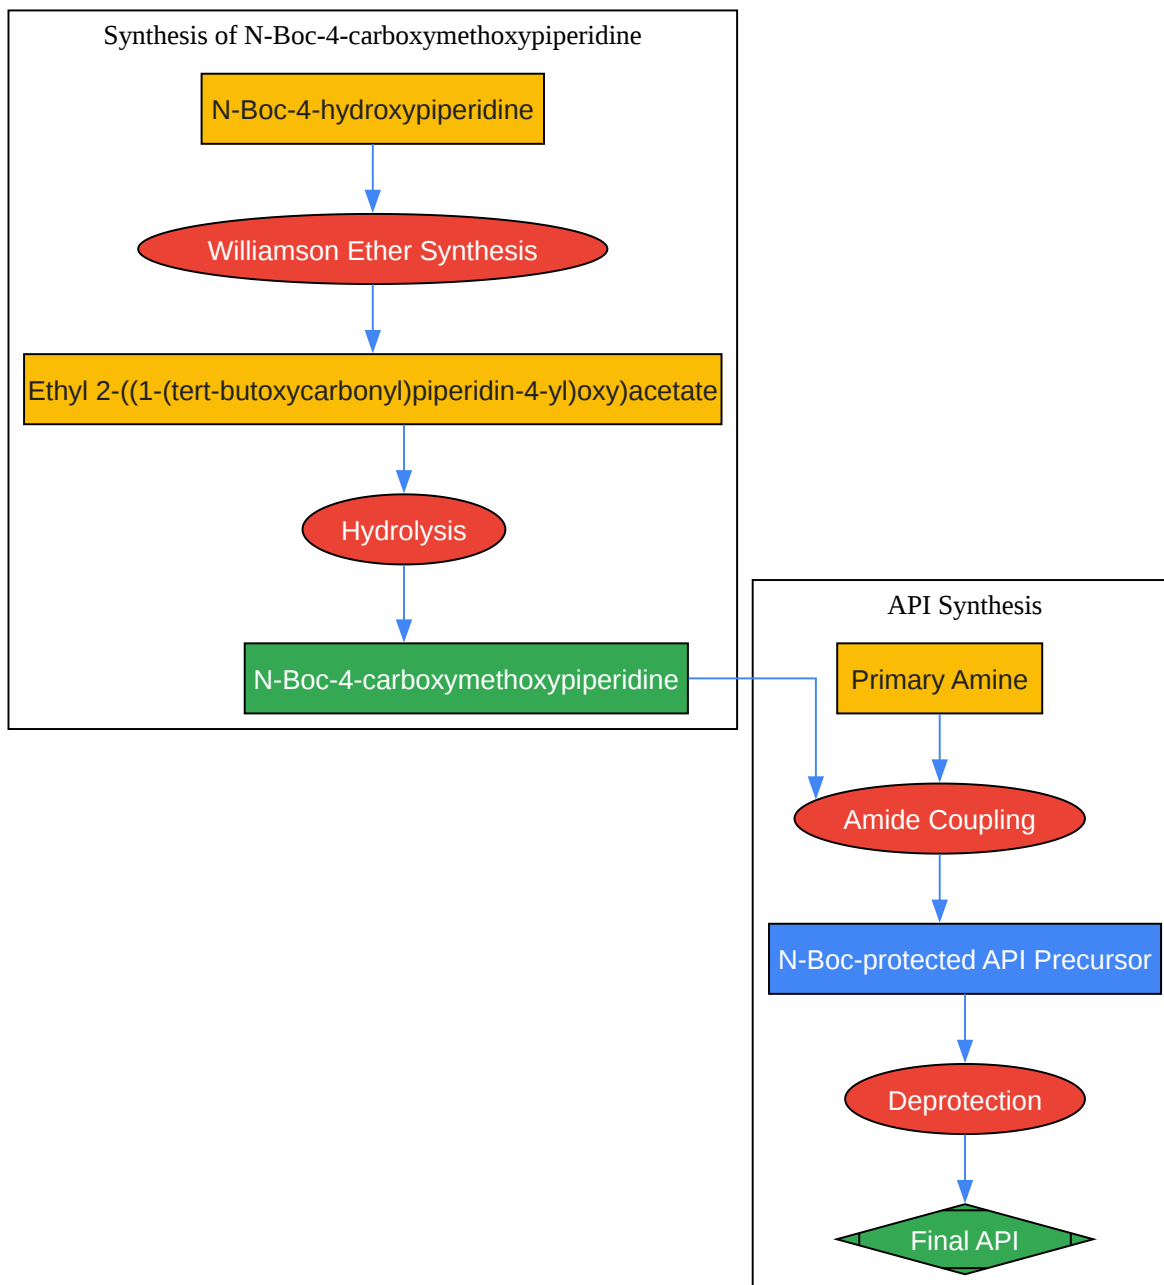 Synthesis of N-Boc-4-carboxymethoxypiperidine
N-Boc-4-hydroxypiperidine
Williamson Ether Synthesis
Ethyl 2-((1-(tert-butoxycarbonyl)piperidin-4-yl)oxy)acetate
Hydrolysis
N-Boc-4-carboxymethoxypiperidine
API Synthesis
Primary Amine
Amide Coupling
N-Boc-protected API Precursor
Deprotection
Final API